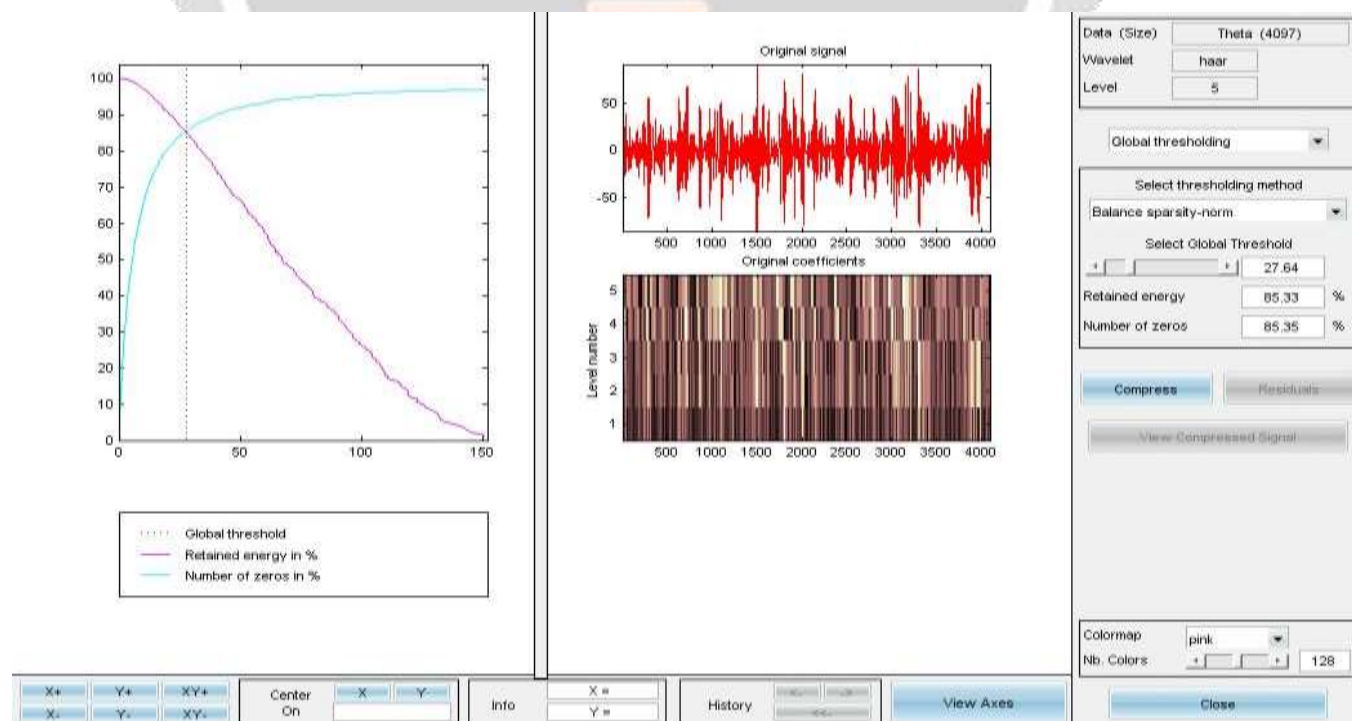 100
90
80
70
60
50
40
30
20
10
0
0 50 100 150
Global threshold
Retained energy in %
Number of zeros in %
Original signal
50
0
-50
500 1000 1500 2000 2500 3000 3500 4000
Original coefficients
Level number
5
4
3
2
1
500 1000 1500 2000 2500 3000 3500 4000
Data (Size) Theta (4097)
Wavelet haar
Level 5
Global thresholding
Select thresholding method
Balance sparsity-norm
Select Global Threshold
27.64
Retained energy 85.33 %
Number of zeros 85.35 %
Compress Residuals
View Compressed Signal
Colormap pink
Nb. Colors 128
X+ Y+ XY+
X- Y- XY-
Center On X Y
Info X = Y =
History <- -> <<-
View Axes
Close